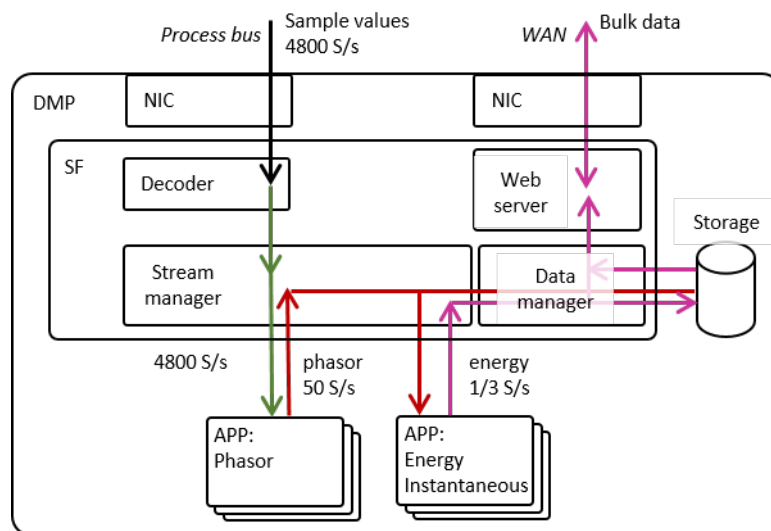 Process bus
Sample values
4800 S/s
WAN
Bulk data
DMP
NIC
NIC
SF
Decoder
Web
server
Storage
Stream
manager
Data
manager
4800 S/s
phasor
50 S/s
energy
1/3 S/s
APP:
Phasor
APP:
Energy
Instantaneous